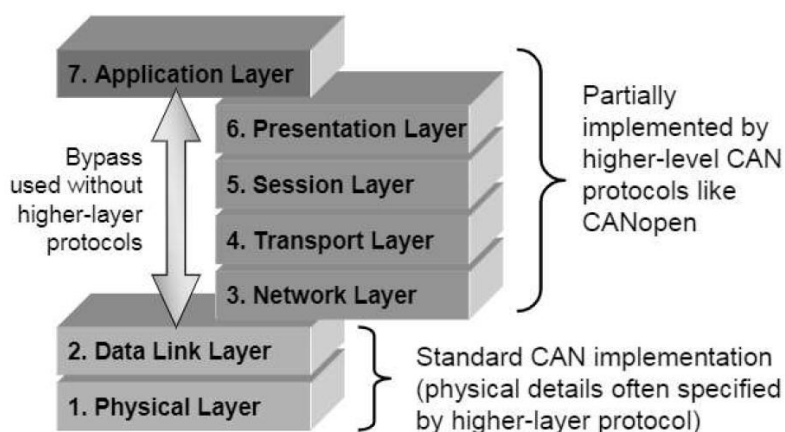 7. Application Layer
6. Presentation Layer
5. Session Layer
4. Transport Layer
3. Network Layer
2. Data Link Layer
1. Physical Layer
Bypass
used without
higher-layer
protocols
Partially
implemented by
higher-level CAN
protocols like
CANopen
Standard CAN implementation
(physical details often specified
by higher-layer protocol)